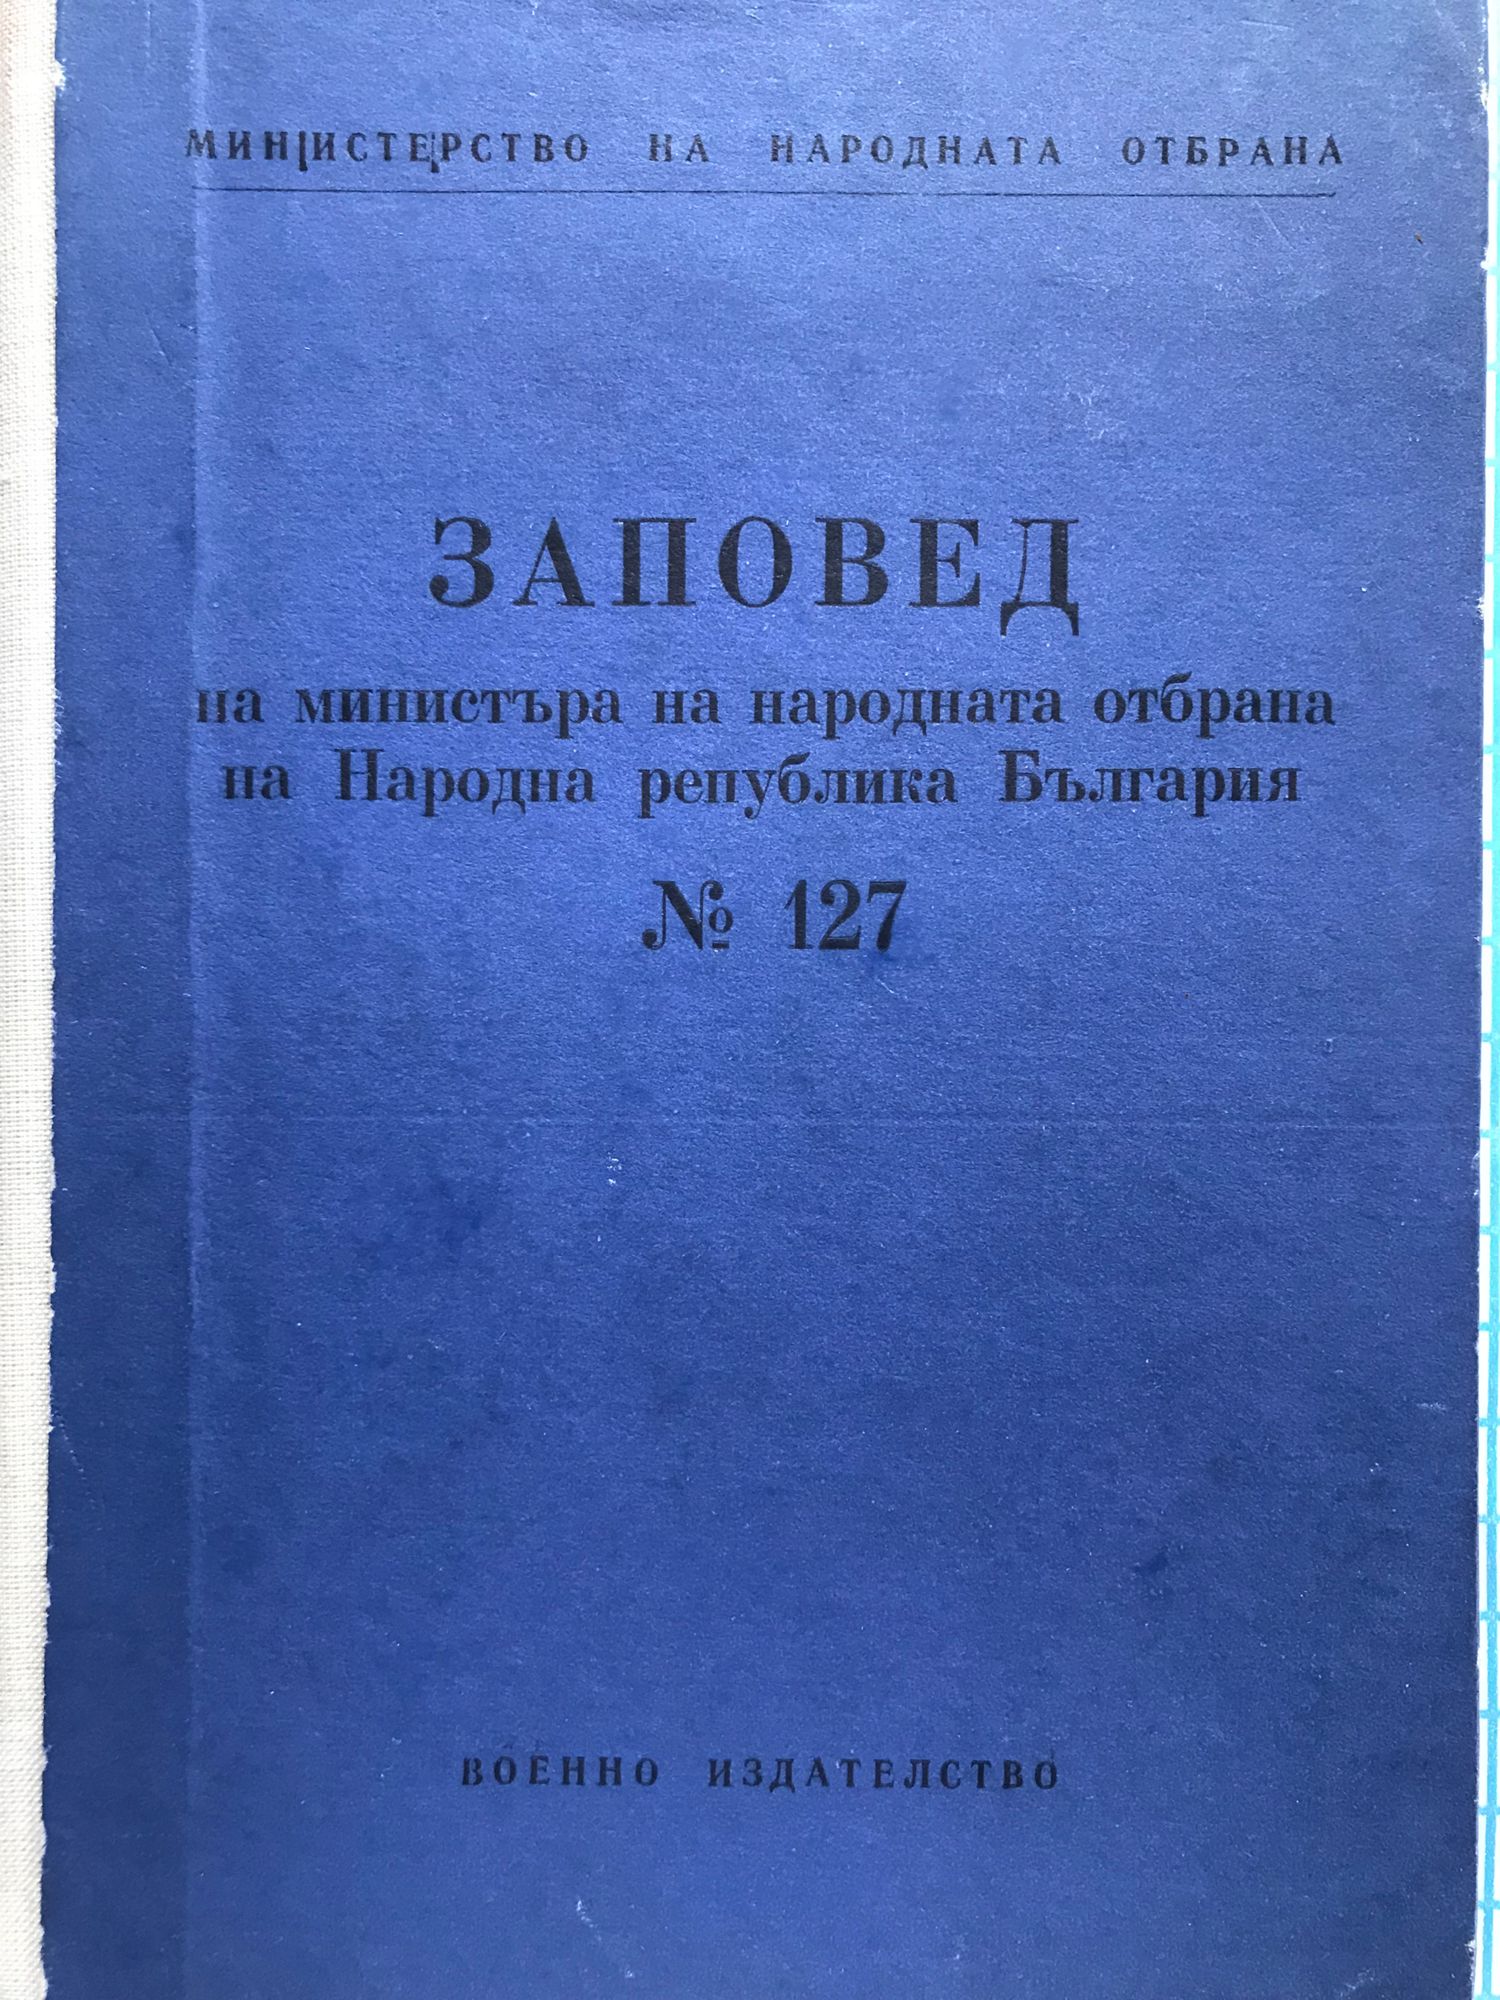 МИНИСТЕРСТВО НА НАРОДНАТА ОТБРАНА
ЗАПОВЕД
на министъра на народната отбрана
на Народна република България
№ 127
ВОЕННО ИЗДАТЕЛСТВО